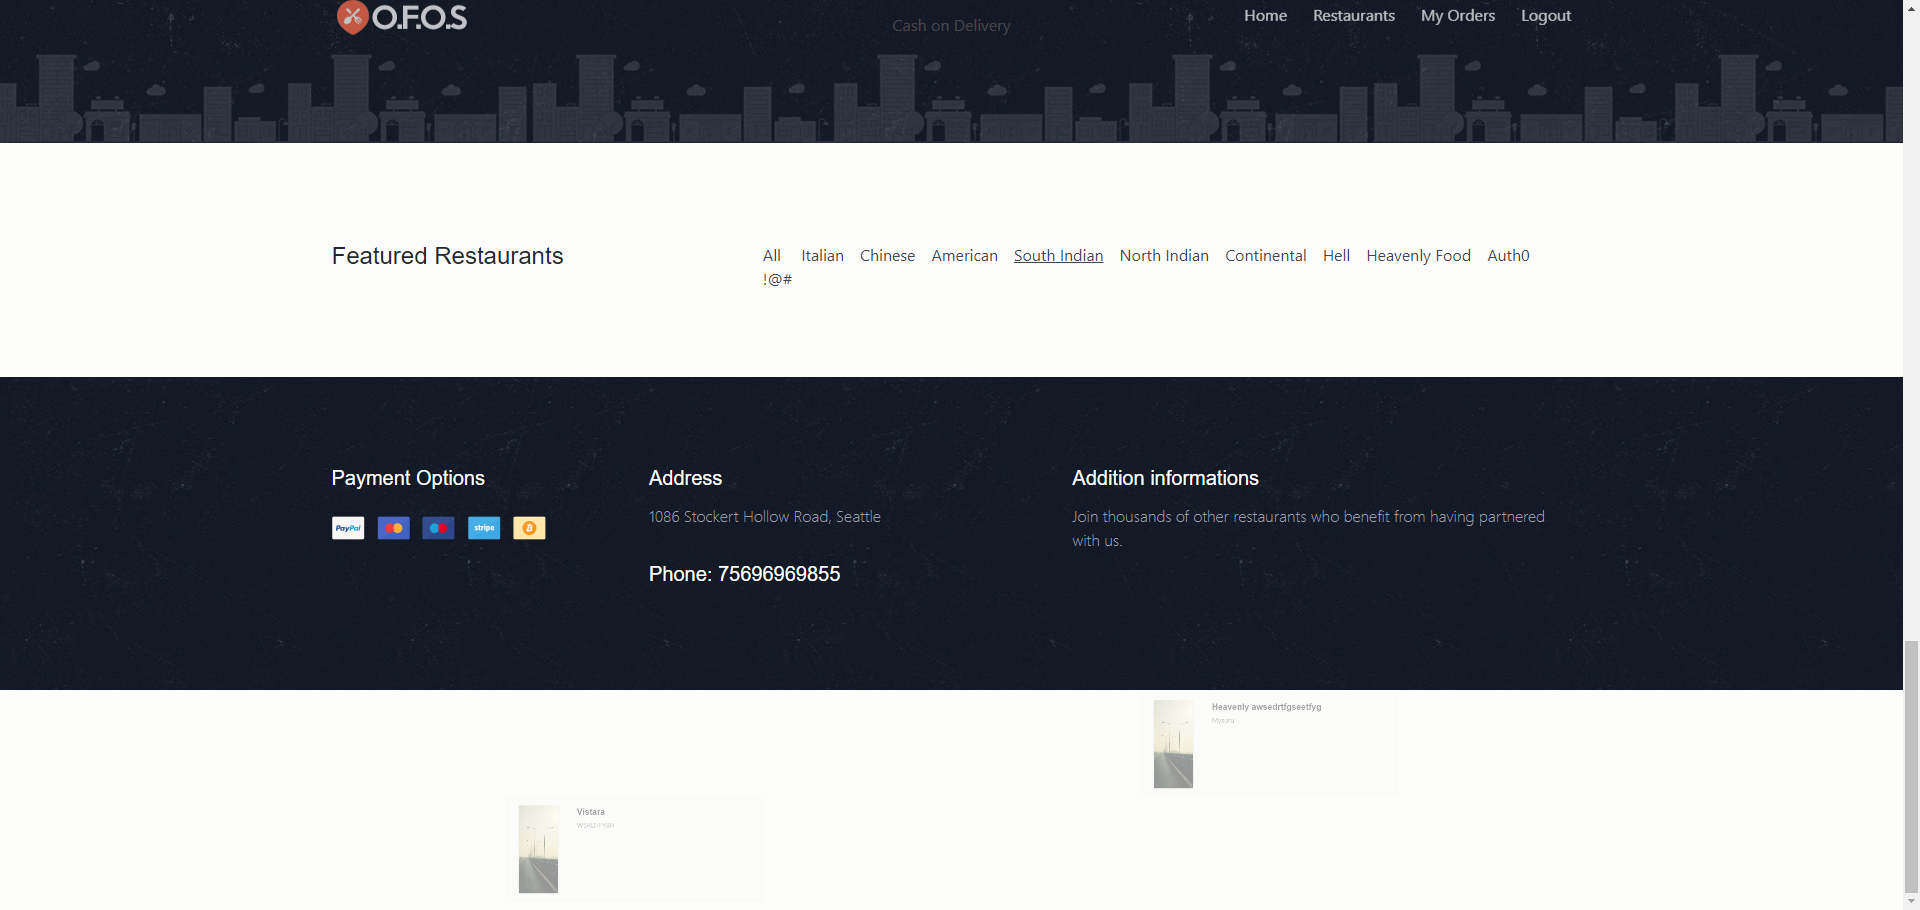 O.F.O.S
Cash on Delivery
Home Restaurants My Orders Logout
Featured Restaurants
All Italian Chinese American South Indian North Indian Continental Hell Heavenly Food Auth0
!@#
Payment Options
PayPal
stripe
Address
1086 Stockert Hollow Road, Seattle
Phone: 75696969855
Addition informations
Join thousands of other restaurants who benefit from having partnered
with us.
Heavenly awsedrtfgseetfyg
Vistara